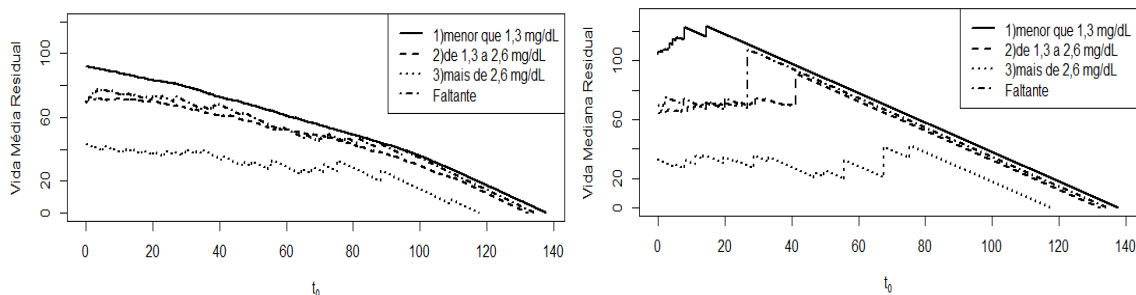 Vida Média Residual
0
20
40
60
80
100
0
20
40
60
80
100
120
140
t0
1)menor que 1,3 mg/dL
2)de 1,3 a 2,6 mg/dL
3)mais de 2,6 mg/dL
Faltante
Vida Mediana Residual
0
20
40
60
100
0
20
40
60
80
100
120
140
t0
1)menor que 1,3 mg/dL
2)de 1,3 a 2,6 mg/dL
3)mais de 2,6 mg/dL
Faltante